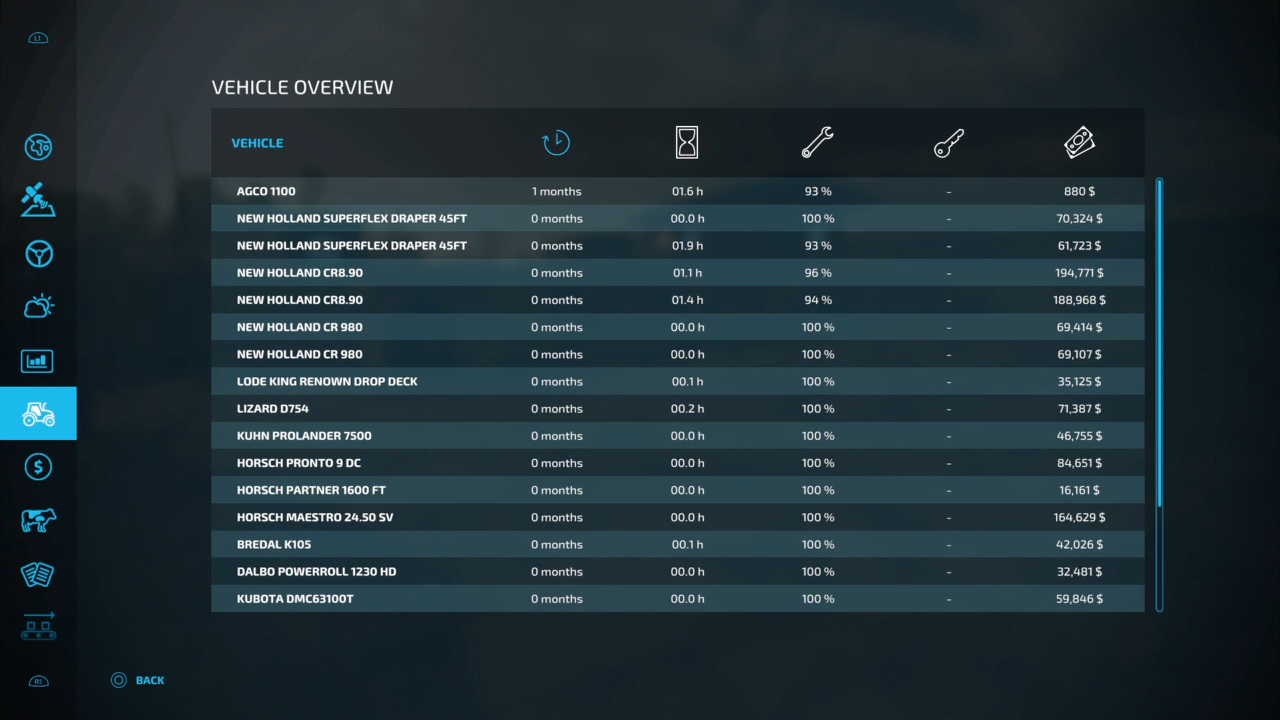 L1
VEHICLE OVERVIEW
VEHICLE
AGCO 1100 1 months 01.6 h 93 % - 880 $
NEW HOLLAND SUPERFLEX DRAPER 45FT 0 months 00.0 h 100 % - 70,324 $
NEW HOLLAND SUPERFLEX DRAPER 45FT 0 months 01.9 h 93 % - 61,723 $
NEW HOLLAND CR8.90 0 months 01.1 h 96 % - 194,771 $
NEW HOLLAND CR8.90 0 months 01.4 h 94 % - 188,968 $
NEW HOLLAND CR 980 0 months 00.0 h 100 % - 69,414 $
NEW HOLLAND CR 980 0 months 00.0 h 100 % - 69,107 $
LODE KING RENOWN DROP DECK 0 months 00.1 h 100 % - 35,125 $
LIZARD D754 0 months 00.2 h 100 % - 71,387 $
KUHN PROLANDER 7500 0 months 00.0 h 100 % - 46,755 $
HORSCH PRONTO 9 DC 0 months 00.0 h 100 % - 84,651 $
HORSCH PARTNER 1600 FT 0 months 00.0 h 100 % - 16,161 $
HORSCH MAESTRO 24.50 SV 0 months 00.0 h 100 % - 164,629 $
BREDAL K105 0 months 00.1 h 100 % - 42,026 $
DALBO POWERROLL 1230 HD 0 months 00.0 h 100 % - 32,481 $
KUBOTA DMC63100T 0 months 00.0 h 100 % - 59,846 $
R1
BACK